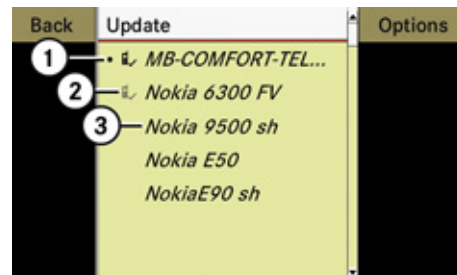 Back Update Options
1 • MB-COMFORT-TEL...
2 Nokia 6300 FV
3 Nokia 9500 sh
Nokia E50
NokiaE90 sh